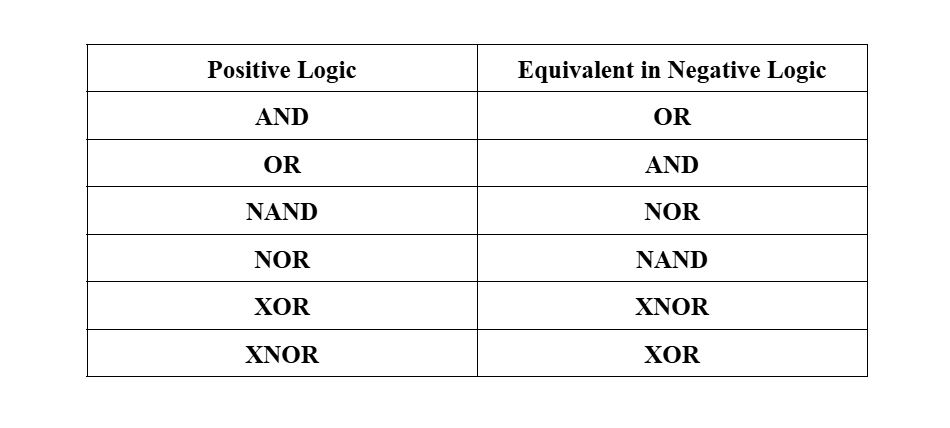 Positive Logic Equivalent in Negative Logic
AND OR
OR AND
NAND NOR
NOR NAND
XOR XNOR
XNOR XOR